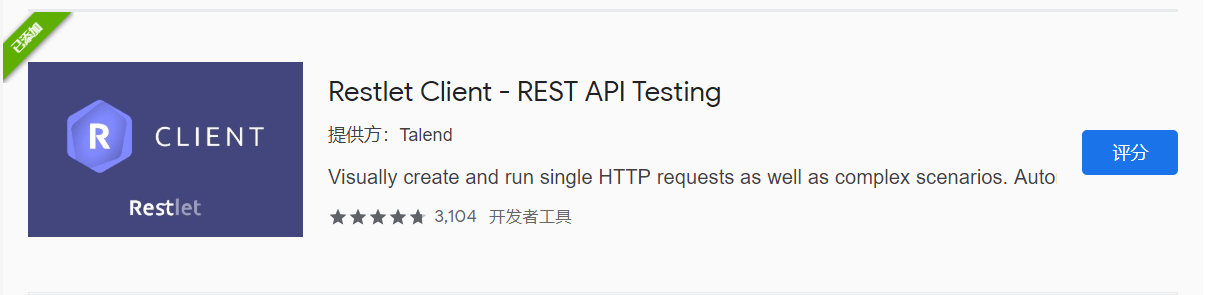 已添加
R CLIENT
Restlet
Restlet Client - REST API Testing
提供方：Talend
Visually create and run single HTTP requests as well as complex scenarios.
3,104 开发者工具
评分